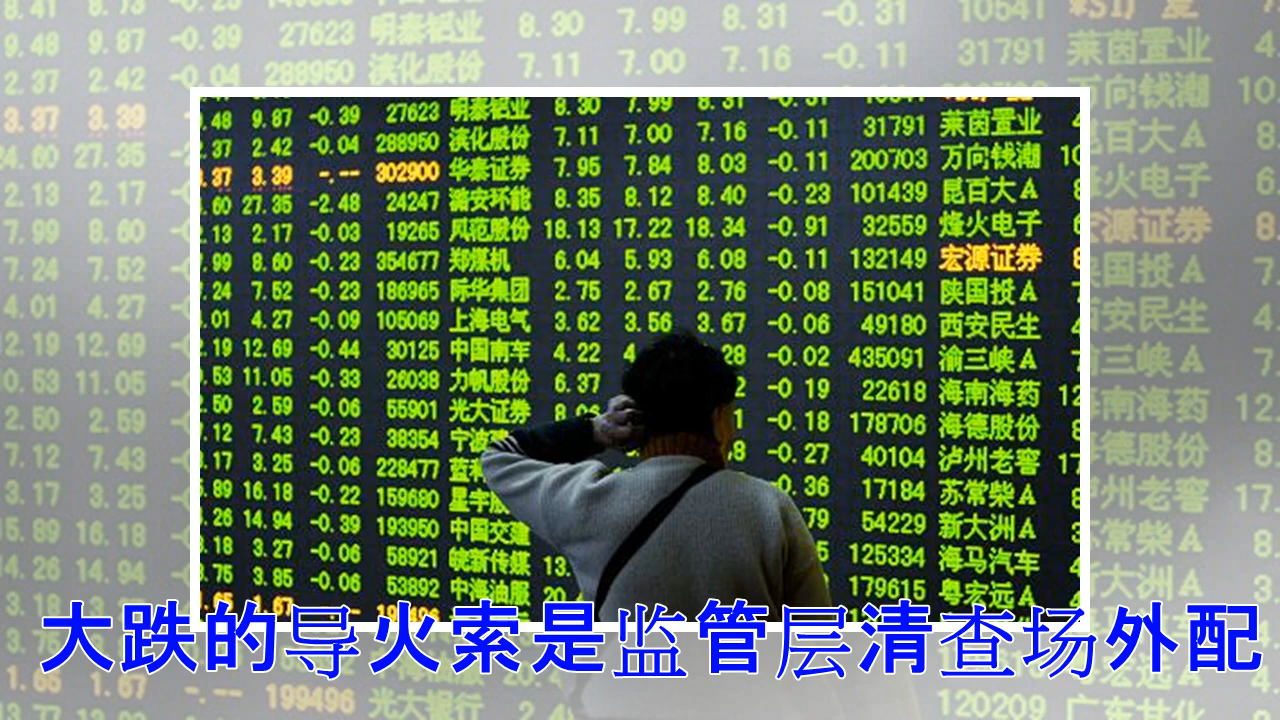 .48 9.87 -0.39 27623 明泰铝业 8.30 7.99 8.31 -0.31
.37 2.42 -0.04 288950 滨化股份 7.11 7.00 7.16 -0.11 31791 莱茵置业
.37 3.39 -.-- 302900 华泰证券 7.95 7.84 8.03 -0.11 200703 万向钱潮
.60 27.35 -2.48 24247 潞安环能 8.35 8.12 8.40 -0.23 101439 昆百大A
.13 2.17 -0.03 19265 风范股份 18.13 17.22 18.34 -0.91 32559 烽火电子
.99 8.60 -0.23 354677 郑煤机 6.04 5.93 6.08 -0.11 132149 宏源证券
.24 7.52 -0.23 186965 际华集团 2.75 2.67 2.76 -0.08 151041 陕国投A
.01 4.27 -0.09 105069 上海电气 3.62 3.56 3.67 -0.06 49180 西安民生
.19 12.69 -0.44 30125 中国南车 4.22 -0.02 435091 渝三峡A
.53 11.05 -0.33 26038 力帆股份 6.37 -0.19 22618 海南海药
.50 2.59 -0.06 55901 光大证券 -0.18 178706 海德股份
.12 7.43 -0.23 38354 -0.27 40104 泸州老窖
.17 3.25 -0.06 228477 17184 苏常柴A
.89 16.18 -0.22 159680 54229 新大洲A
.26 14.94 -0.39 193950 中国交建 125334 海马汽车
.18 3.27 -0.06 58921 皖新传媒 179615 粤宏远A
.75 3.85 -0.06 53892 中海油服
大跌的导火索是监管层清查场外配